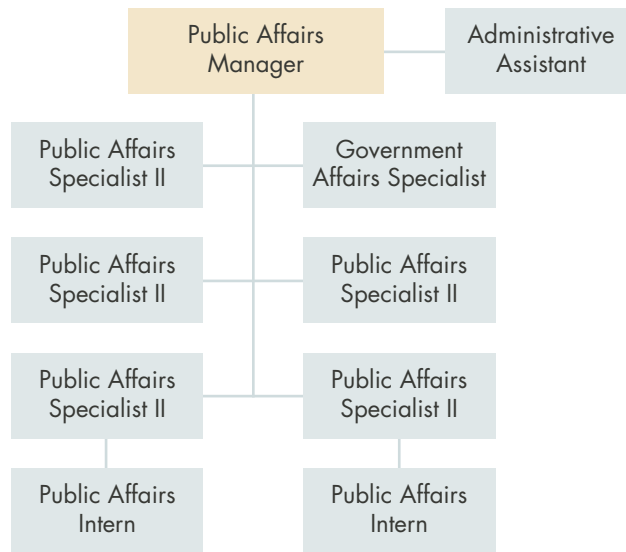 Public Affairs
Manager
Administrative
Assistant
Public Affairs
Specialist II
Government
Affairs Specialist
Public Affairs
Specialist II
Public Affairs
Specialist II
Public Affairs
Specialist II
Public Affairs
Specialist II
Public Affairs
Intern
Public Affairs
Intern